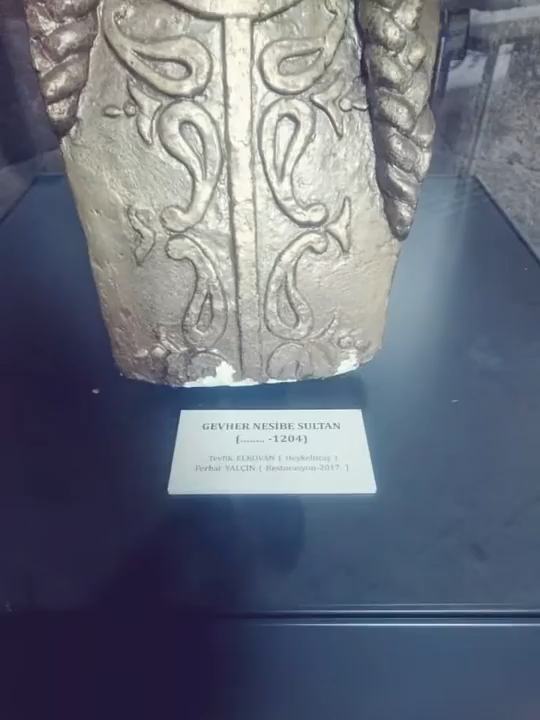 GEVHER NESİBE SULTAN
(........ -1204)
Tevfik ELKOVAN ( Heykeltıraş )
Ferhat YALÇIN ( Restorasyon-2017 )